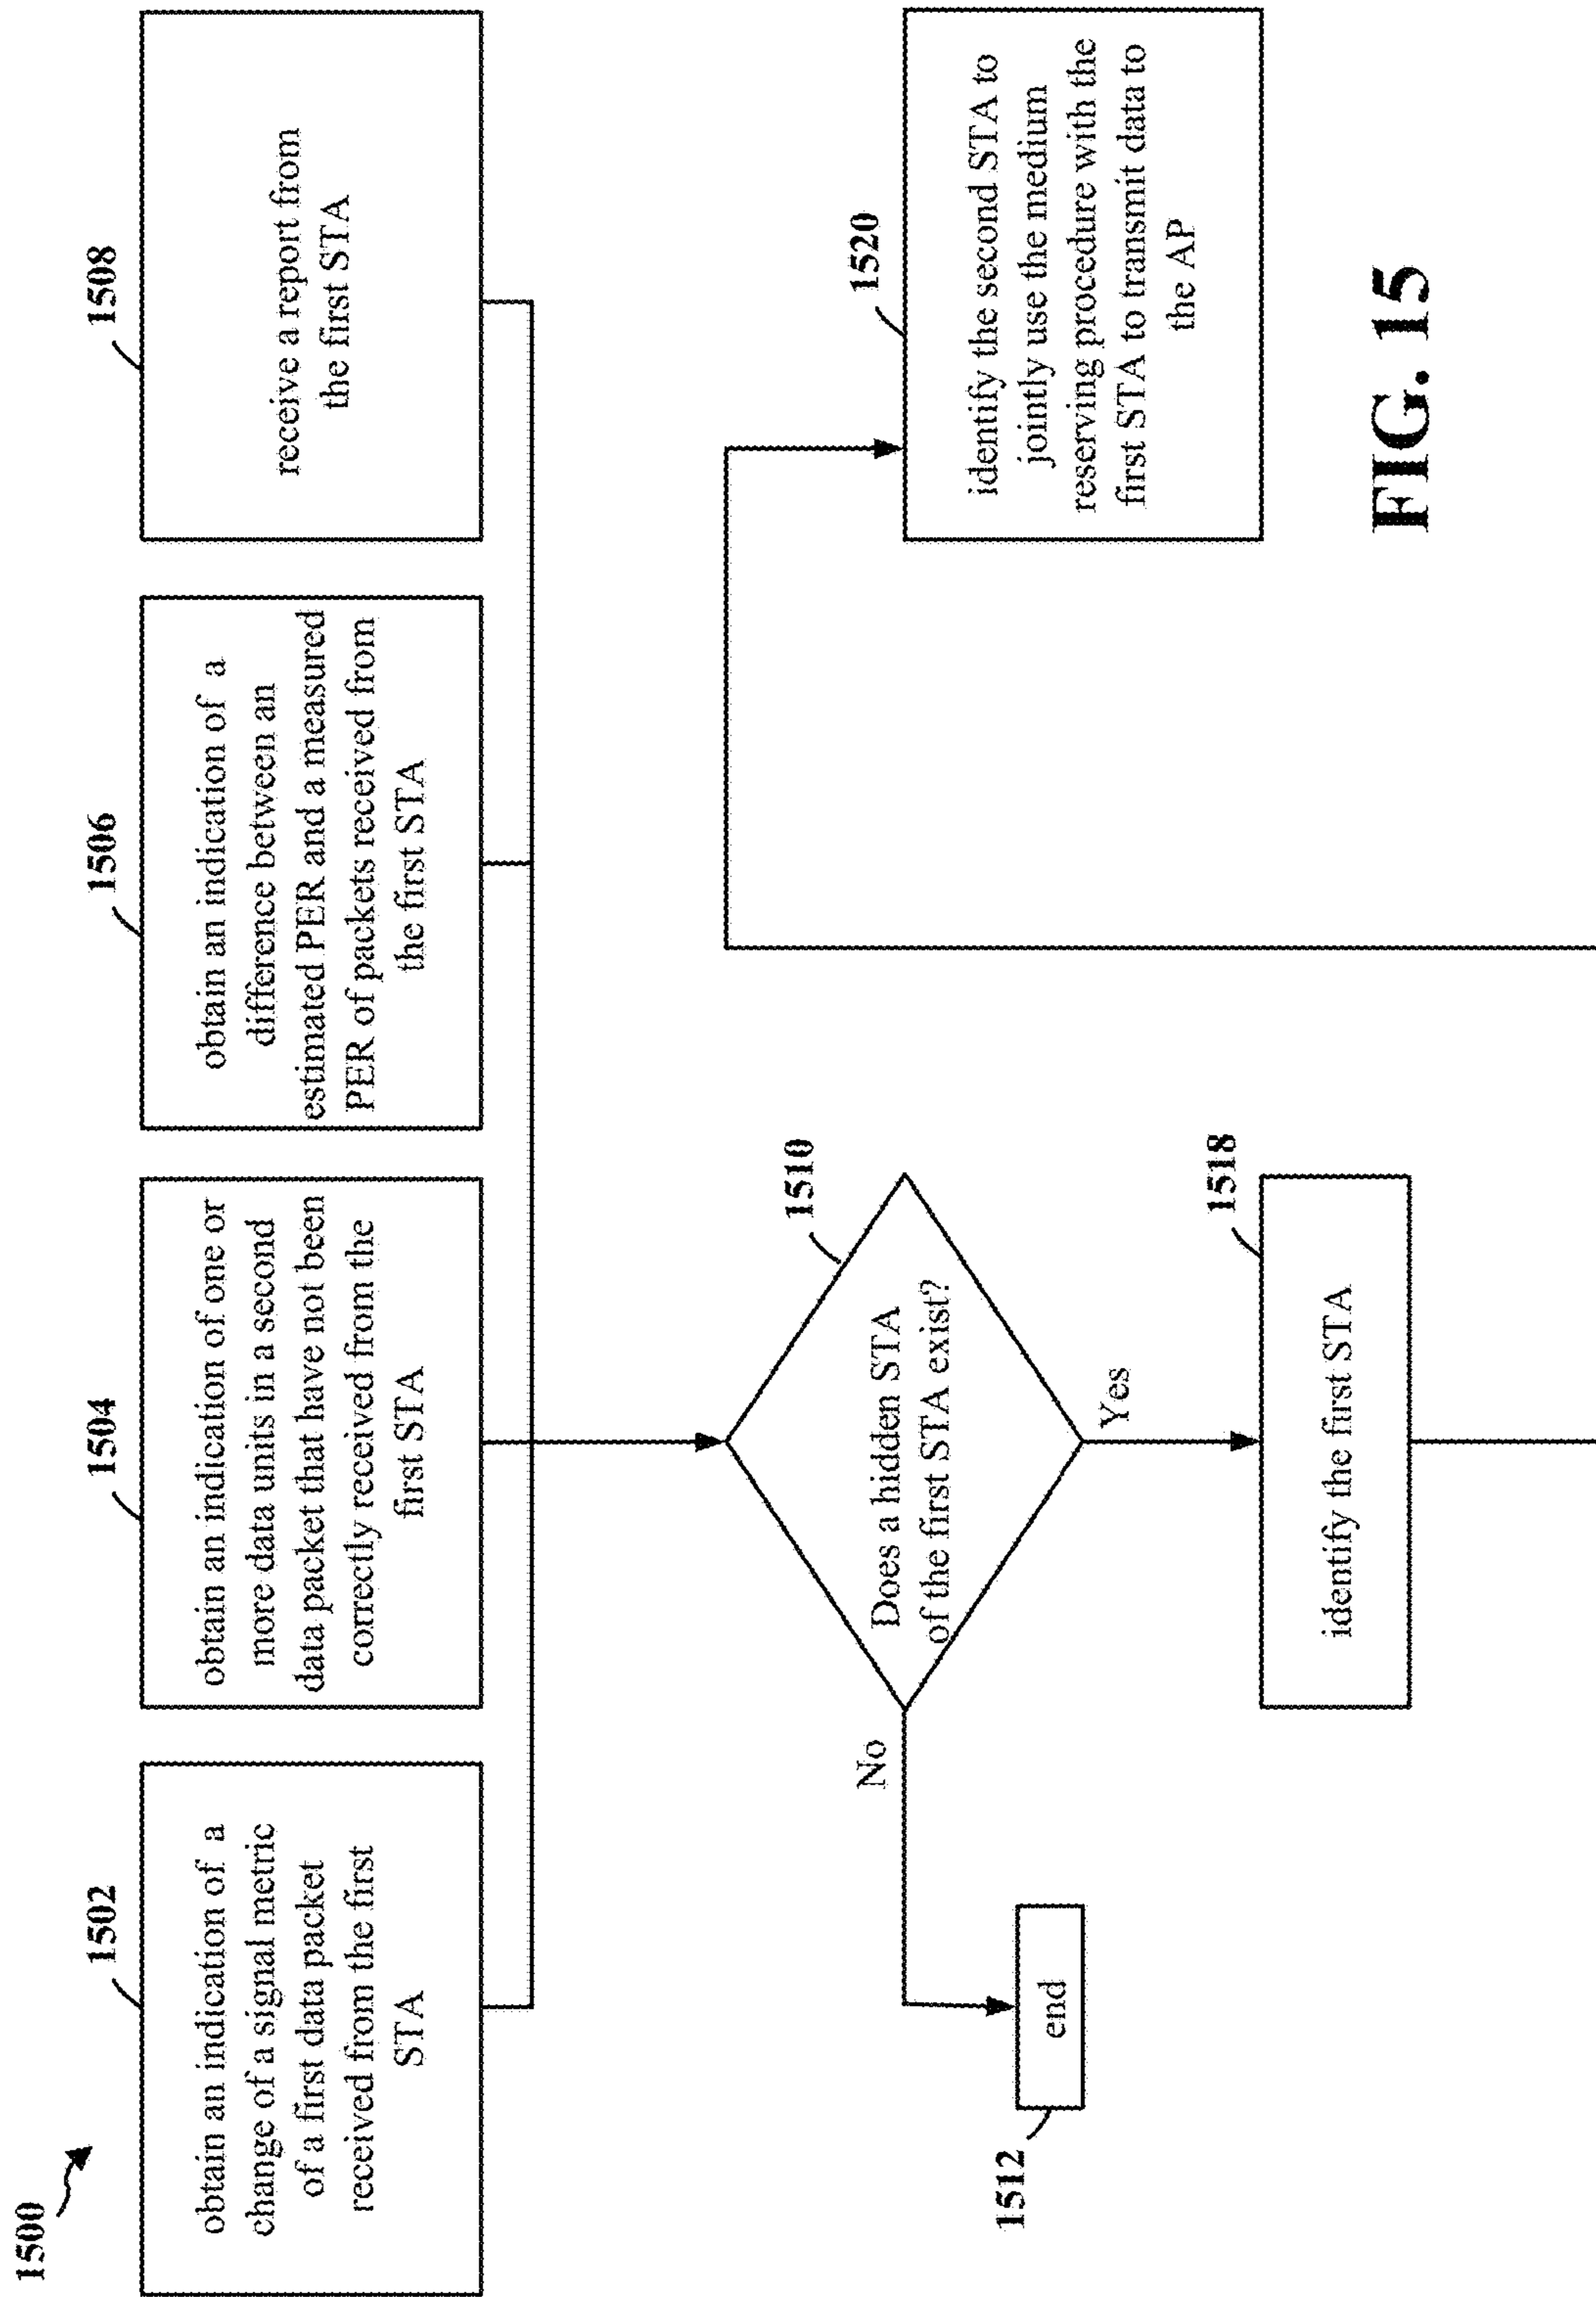 1500
1502
obtain an indication of a
change of a signal metric
of a first data packet
received from the first
STA
1504
obtain an indication of one or
more data units in a second
data packet that have not been
correctly received from the
first STA
1506
obtain an indication of a
difference between an
estimated PER and a measured
PER of packets received from
the first STA
1508
receive a report from
the first STA
1510
Does a hidden STA
of the first STA exist?
No
Yes
1512
end
1518
identify the first STA
1520
identify the second STA to
jointly use the medium
reserving procedure with the
first STA to transmit data to
the AP
FIG. 15